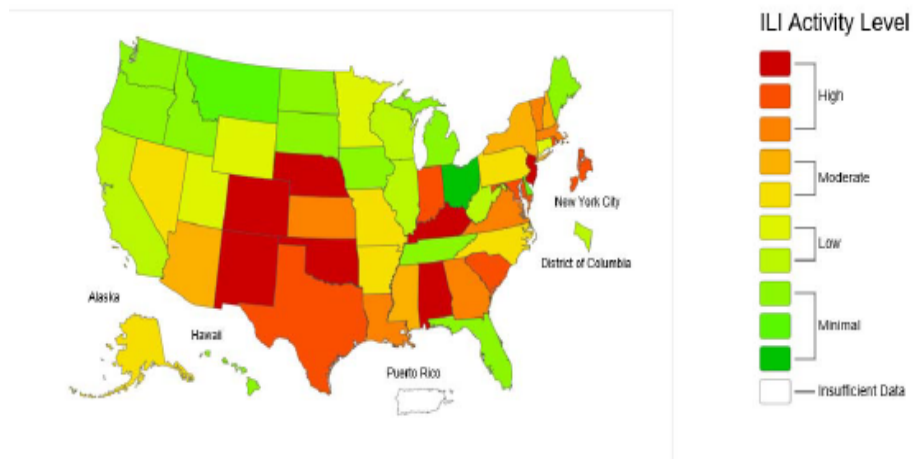 ILI Activity Level
High
Moderate
New York City
Low
District of Columbia
Alaska
Hawaii
Minimal
Puerto Rico
Insufficient Data